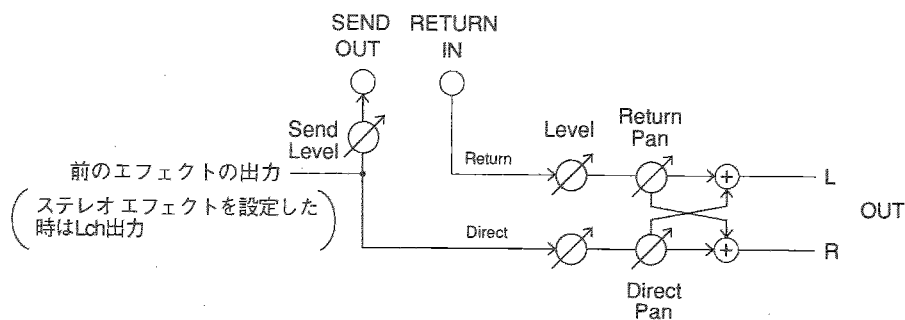 SEND
OUT
RETURN
IN
Send
Level
Level
Return
Pan
Return
前のエフェクトの出力
ステレオ エフェクトを設定した
時はLch出力
L
OUT
Direct
R
Direct
Pan